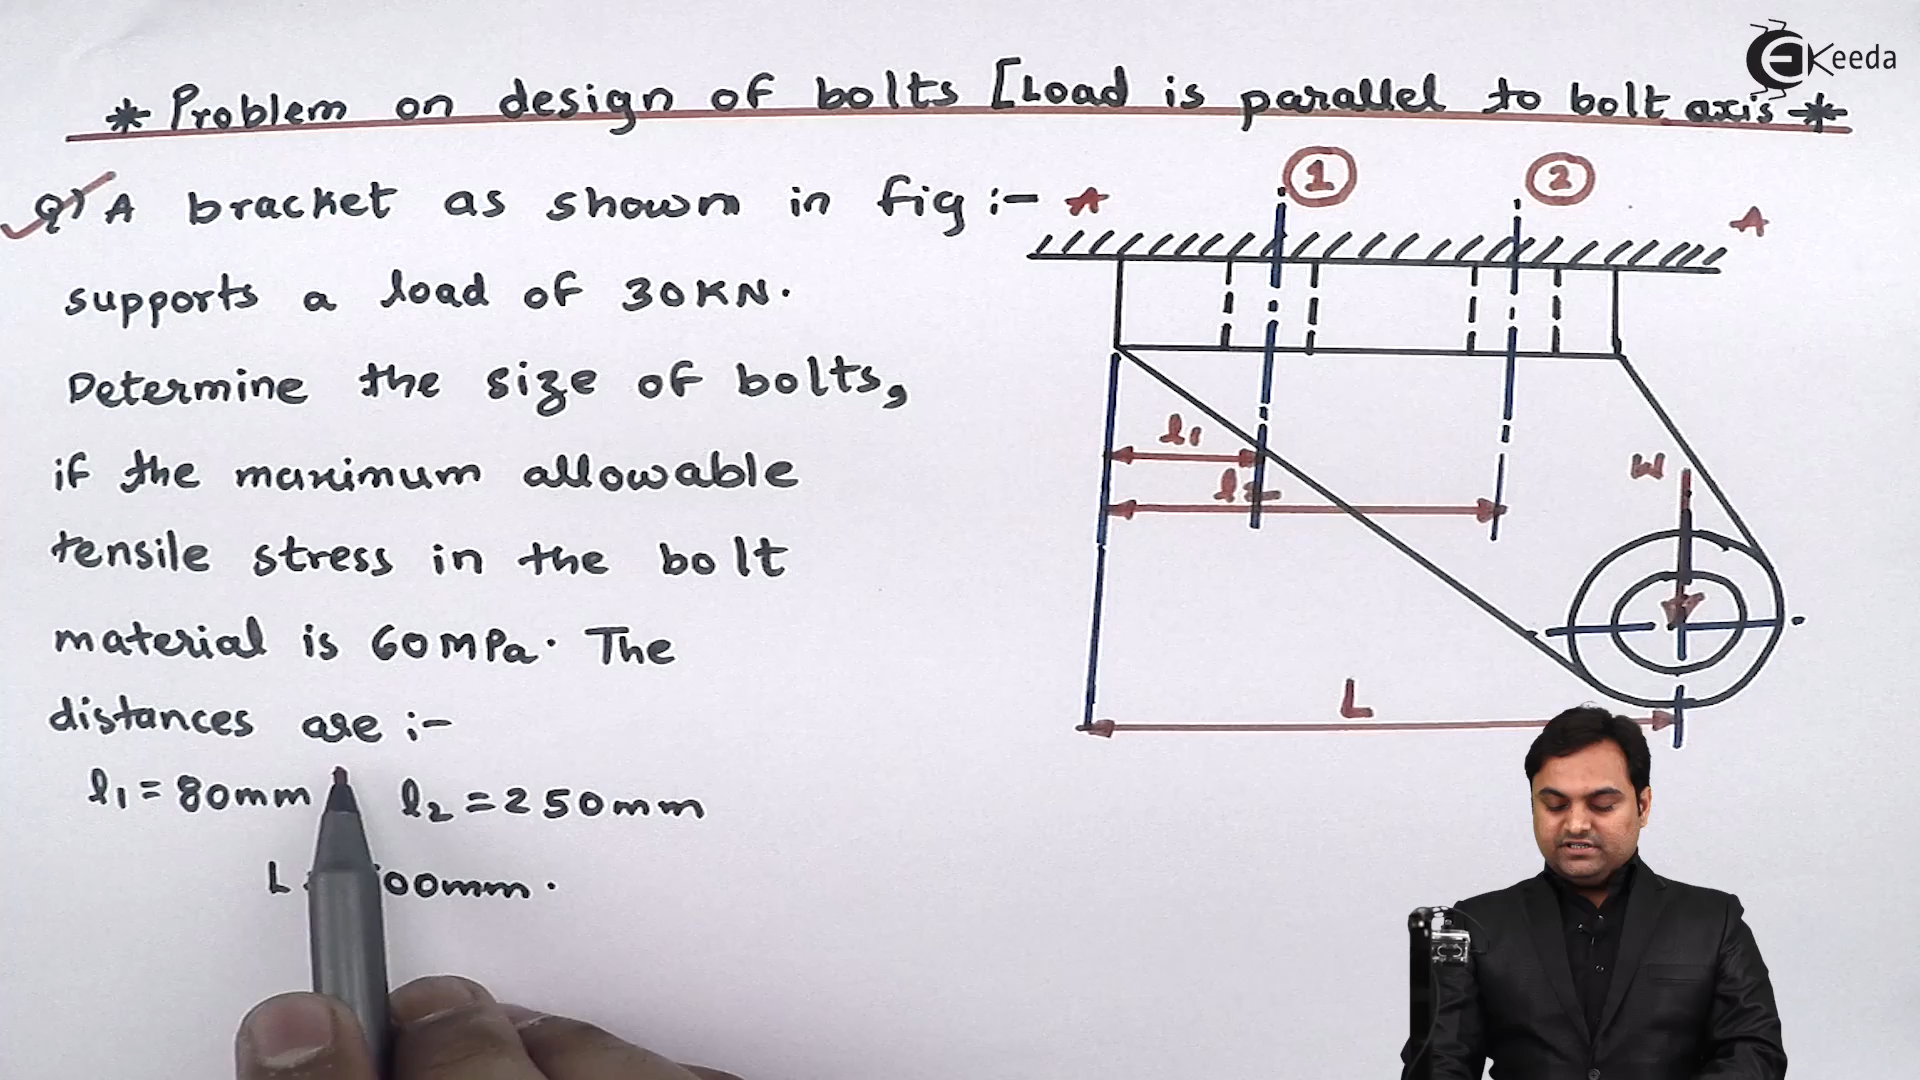 * Problem on design of bolts [Load is parallel to bolt axis *
EKeeda
Q) A bracket as shown in fig :-
supports a load of 30KN.
Determine the size of bolts,
if the maximum allowable
tensile stress in the bolt
material is 60MPa. The
distances are :-
l1 = 80mm l2 = 250mm
L 00mm.
1
2
A
A
l1
l2
W
L